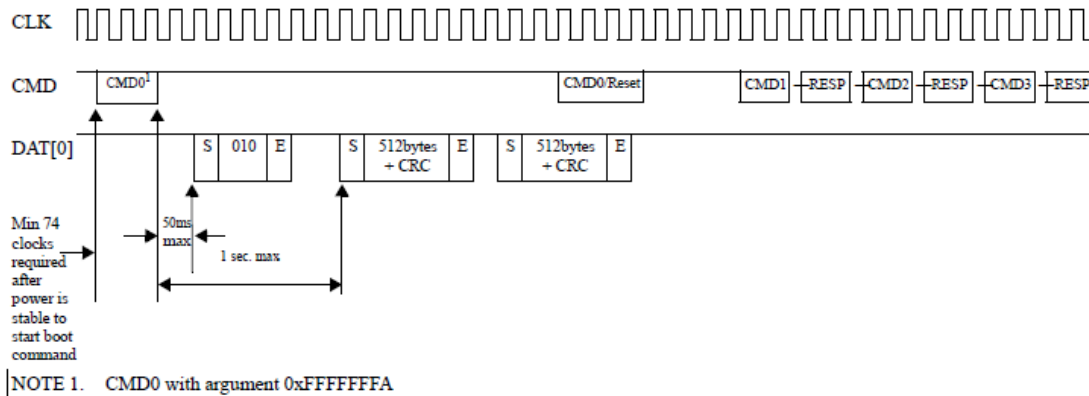 CLK
CMD
CMD0¹
CMD0/Reset
CMD1
RESP
CMD2
RESP
CMD3
RESP
DAT[0]
S 010 E
S 512bytes + CRC E
S 512bytes + CRC E
Min 74
clocks
required
after
power is
stable to
start boot
command
50ms
max
1 sec. max
NOTE 1. CMD0 with argument 0xFFFFFFFA